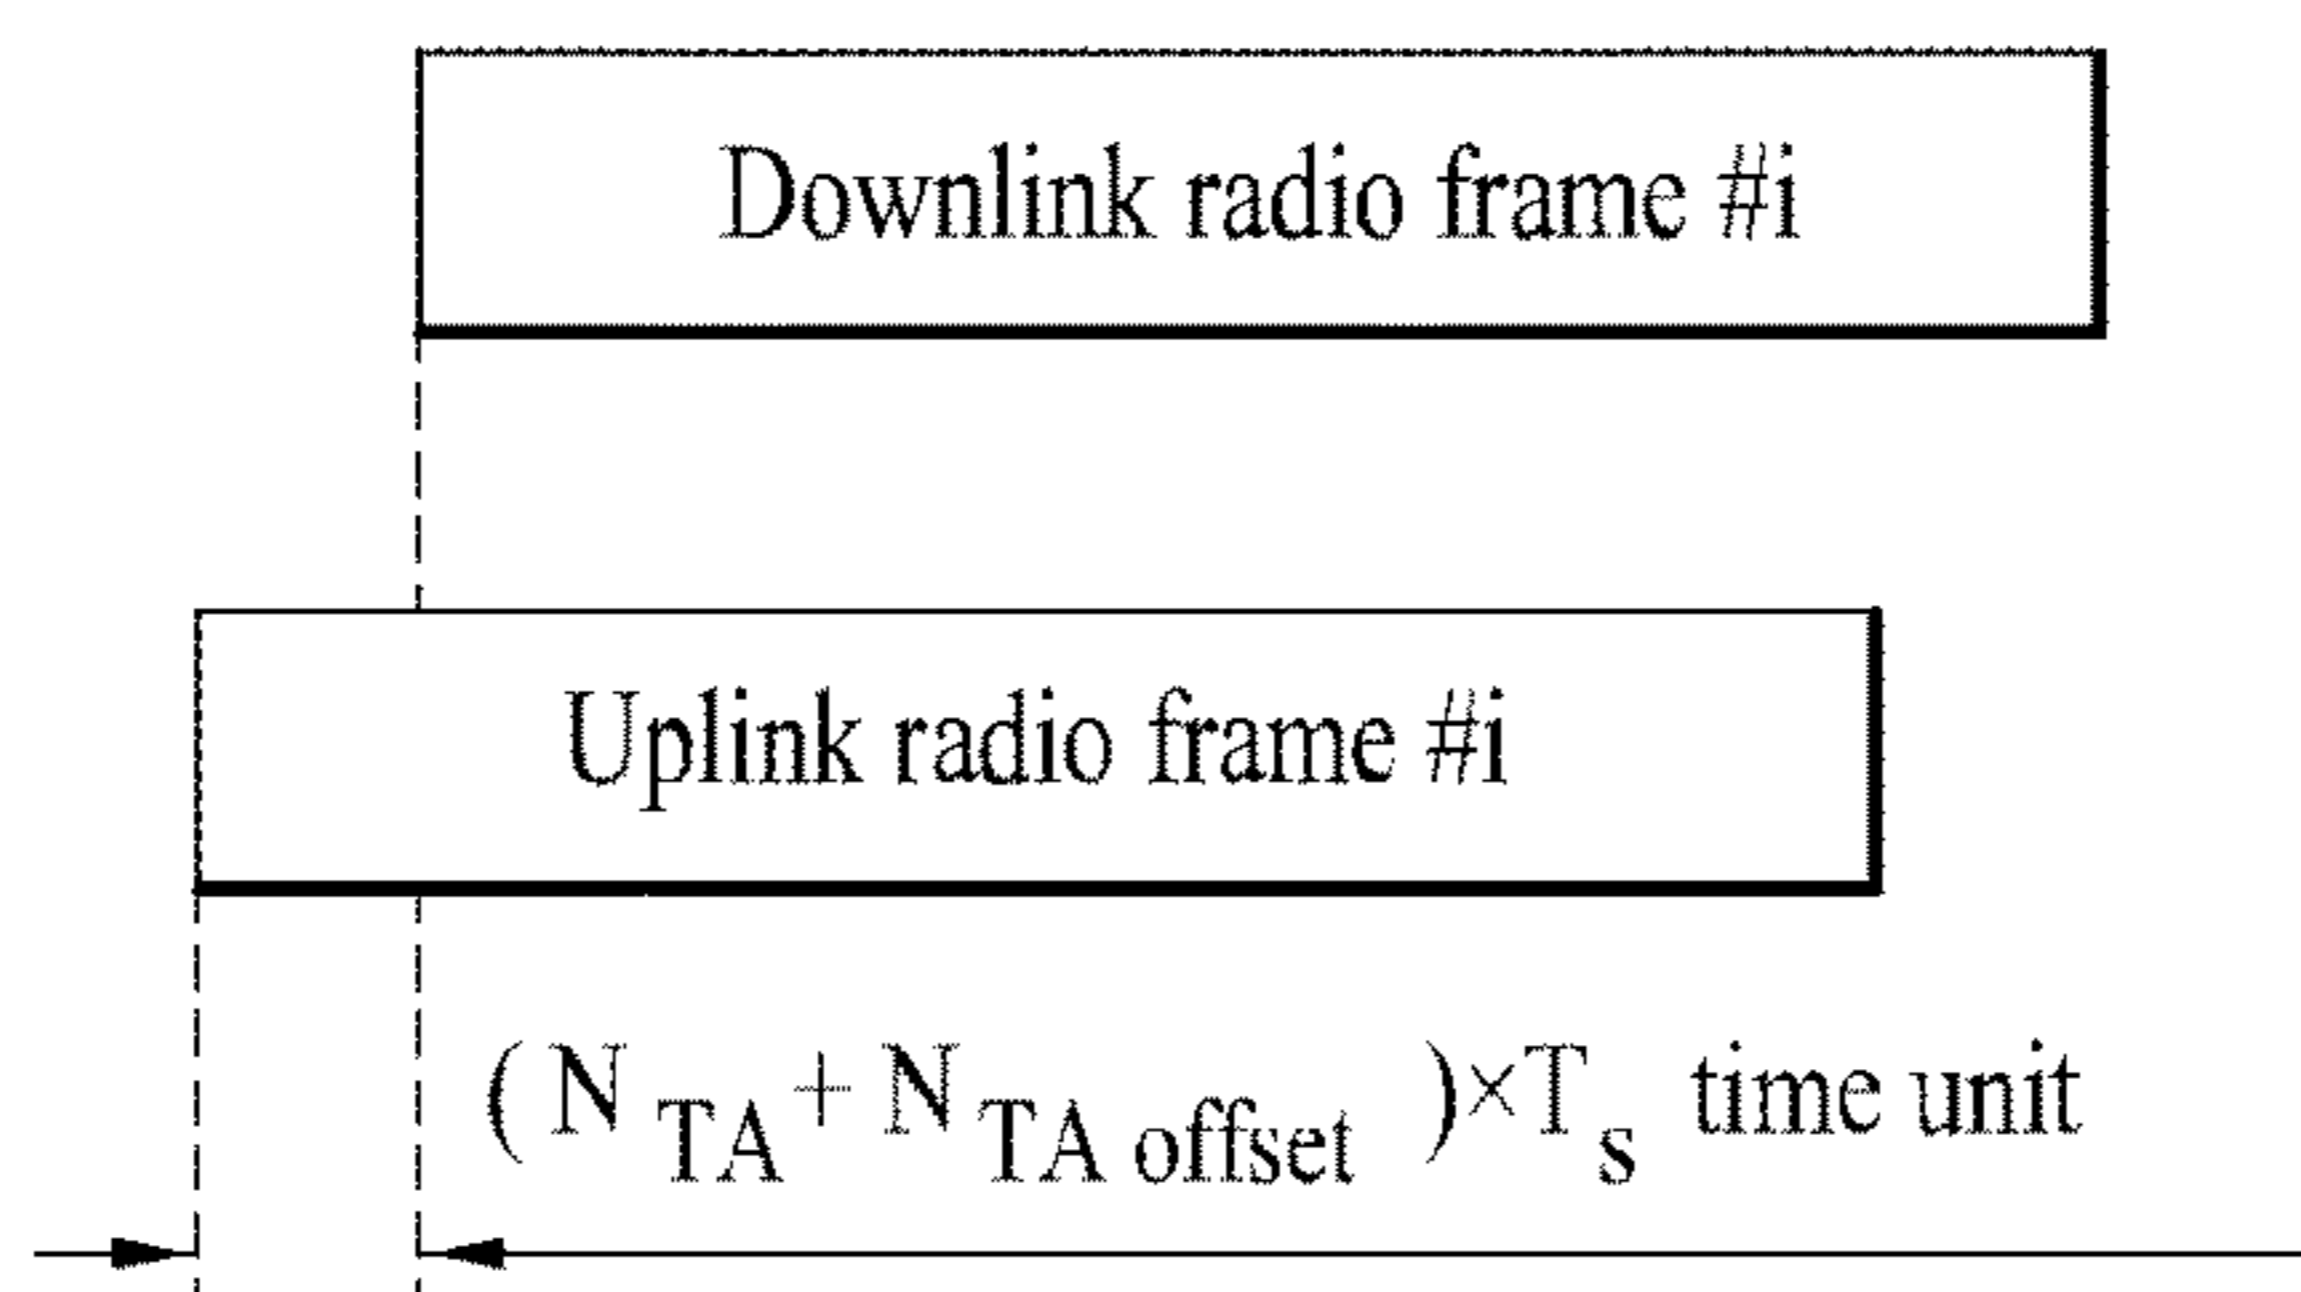 Downlink radio frame #i
Uplink radio frame #i
( N TA + N TA offset )×T s time unit